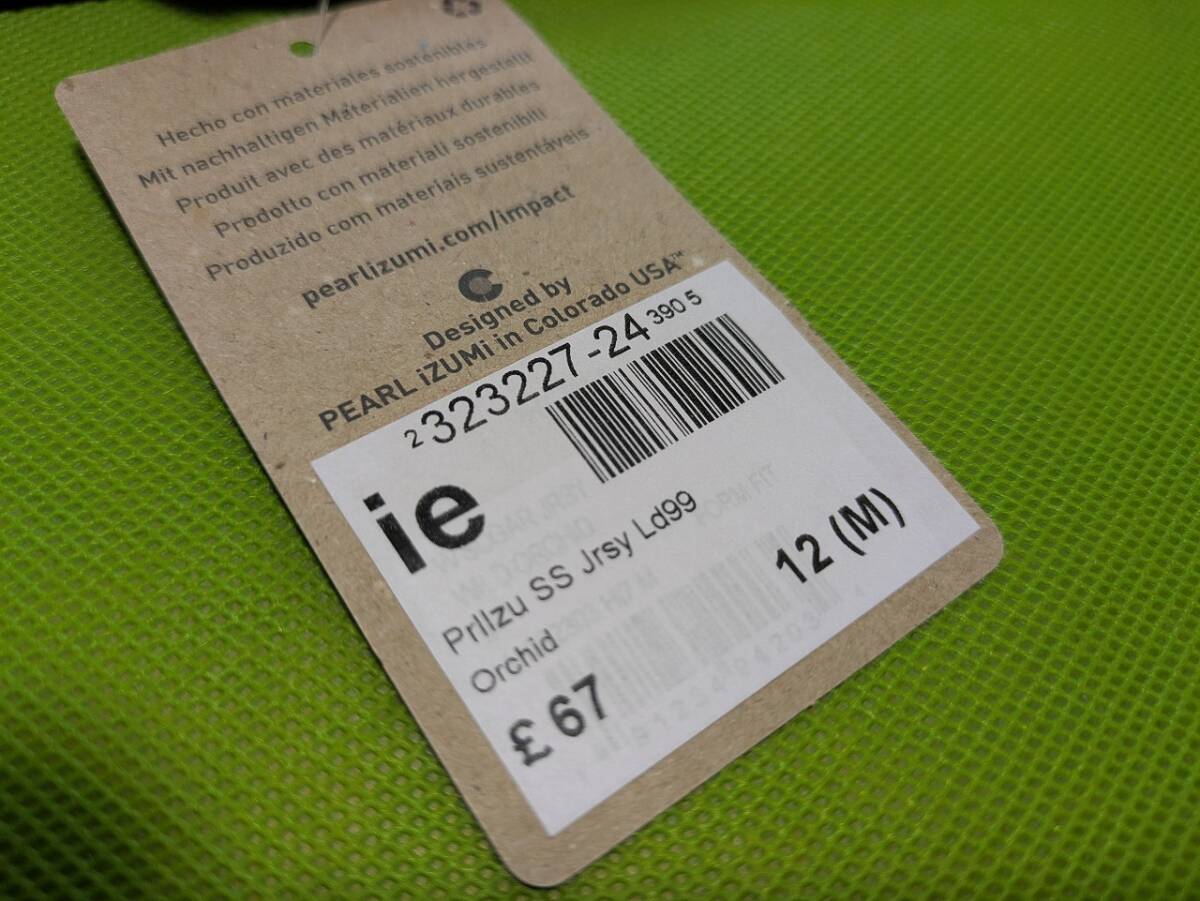 Hecho con materiales sostenibles
Mit nachhaltigen Materialien hergestellt
Produit avec des matériaux durables
Prodotto con materiali sostenibili
Produzido com materiais sustentáveis
pearlizumi.com/impact
Designed by
PEARL iZUMi in Colorado USA™
2 323227-24 390 5
ie
PrlIzu SS Jrsy Ld99
Orchid
12 (M)
£67